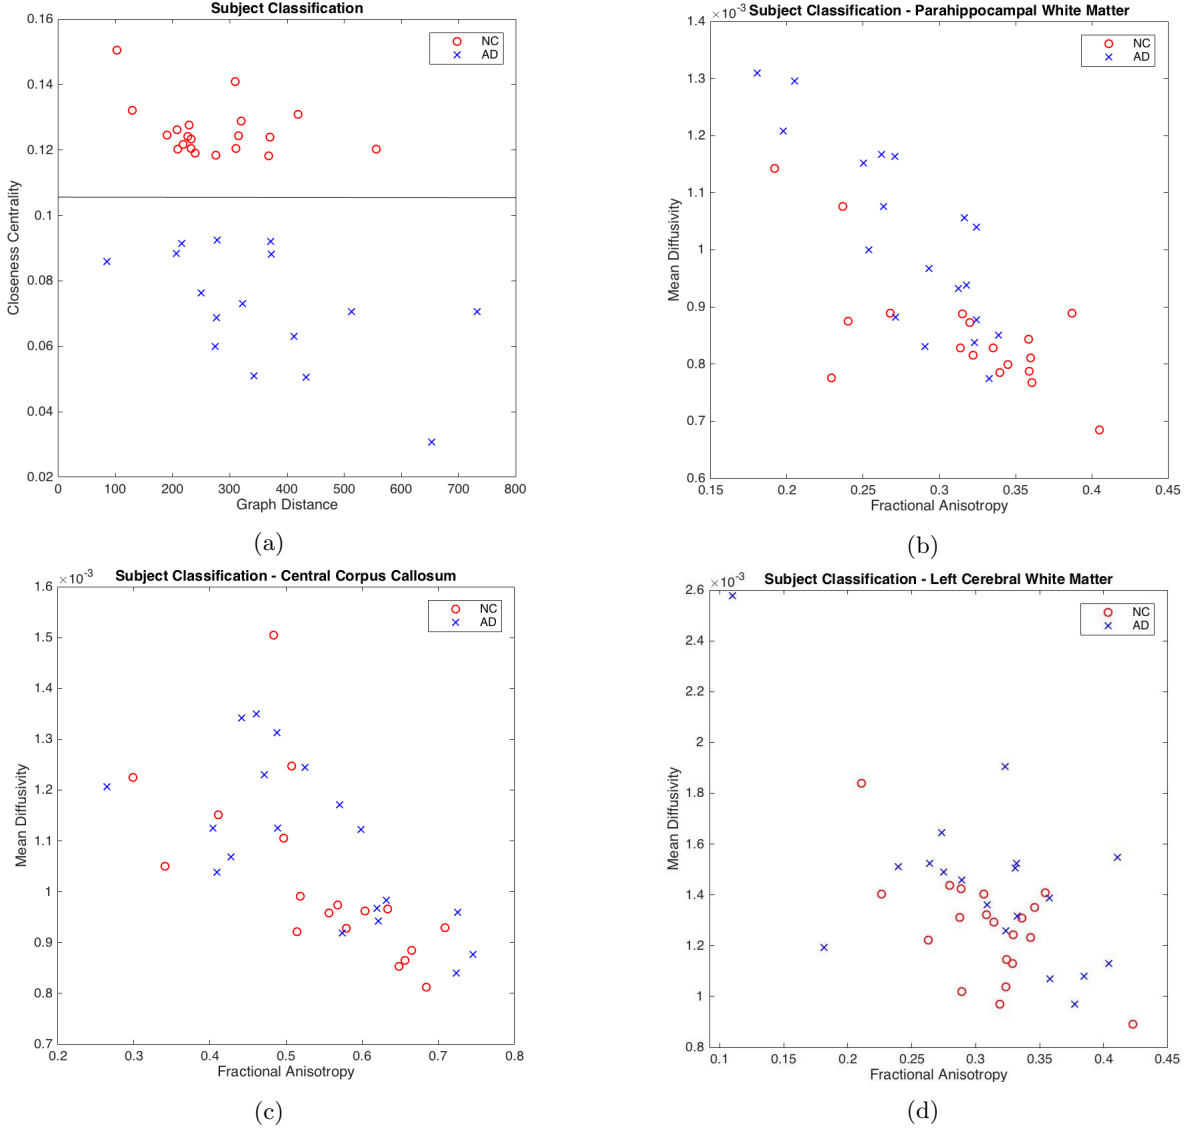 Subject Classification
0.16
0.14
0.12
0.1
0.08
0.06
0.04
0.02
0 100 200 300 400 500 600 700 800
Closeness Centrality
Graph Distance
NC
AD
(a)
×10⁻³ Subject Classification - Parahippocampal White Matter
1.4
1.3
1.2
1.1
1
0.9
0.8
0.7
0.6
0.15 0.2 0.25 0.3 0.35 0.4 0.45
Mean Diffusivity
Fractional Anisotropy
NC
AD
(b)
×10⁻³ Subject Classification - Central Corpus Callosum
1.6
1.5
1.4
1.3
1.2
1.1
1
0.9
0.8
0.7
0.2 0.3 0.4 0.5 0.6 0.7 0.8
Mean Diffusivity
Fractional Anisotropy
NC
AD
(c)
×10⁻³ Subject Classification - Left Cerebral White Matter
2.6
2.4
2.2
2
1.8
1.6
1.4
1.2
1
0.8
0.1 0.15 0.2 0.25 0.3 0.35 0.4 0.45
Mean Diffusivity
Fractional Anisotropy
NC
AD
(d)